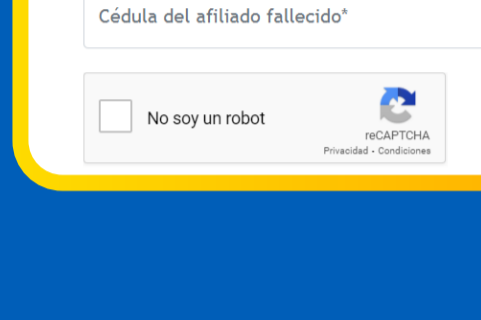 Cédula del afiliado fallecido*
No soy un robot
reCAPTCHA
Privacidad - Condiciones